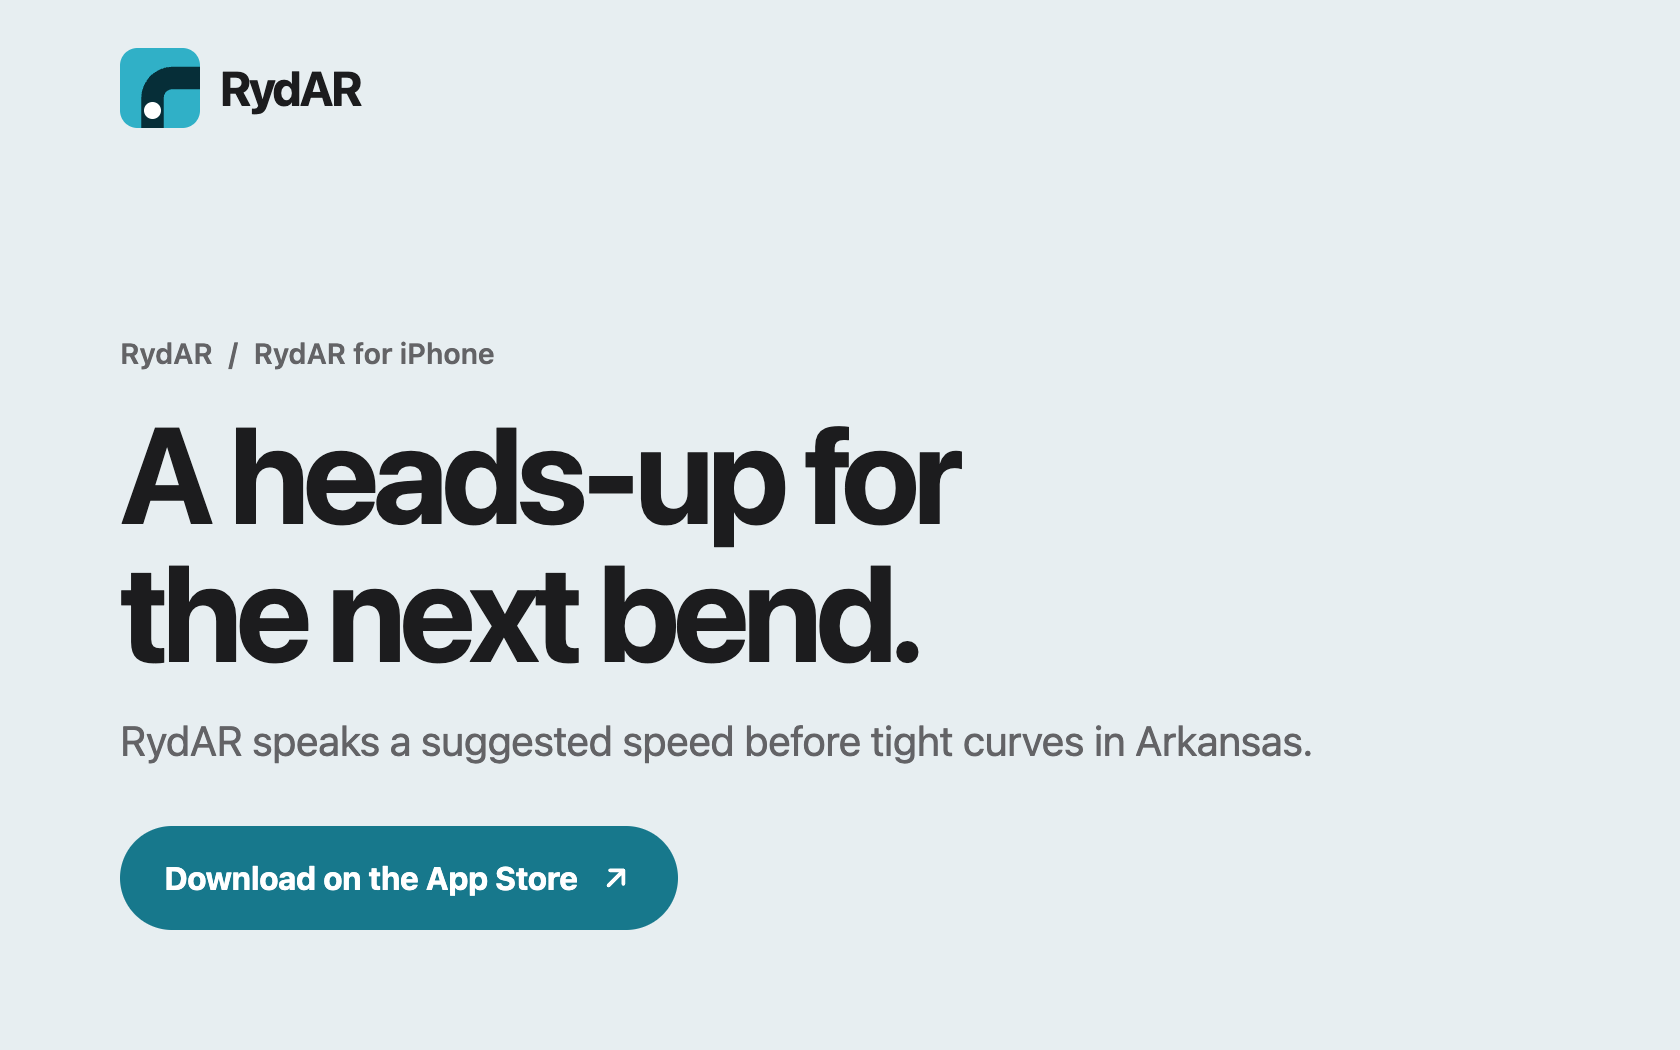 RydAR
RydAR / RydAR for iPhone
A heads-up for
the next bend.
RydAR speaks a suggested speed before tight curves in Arkansas.
Download on the App Store